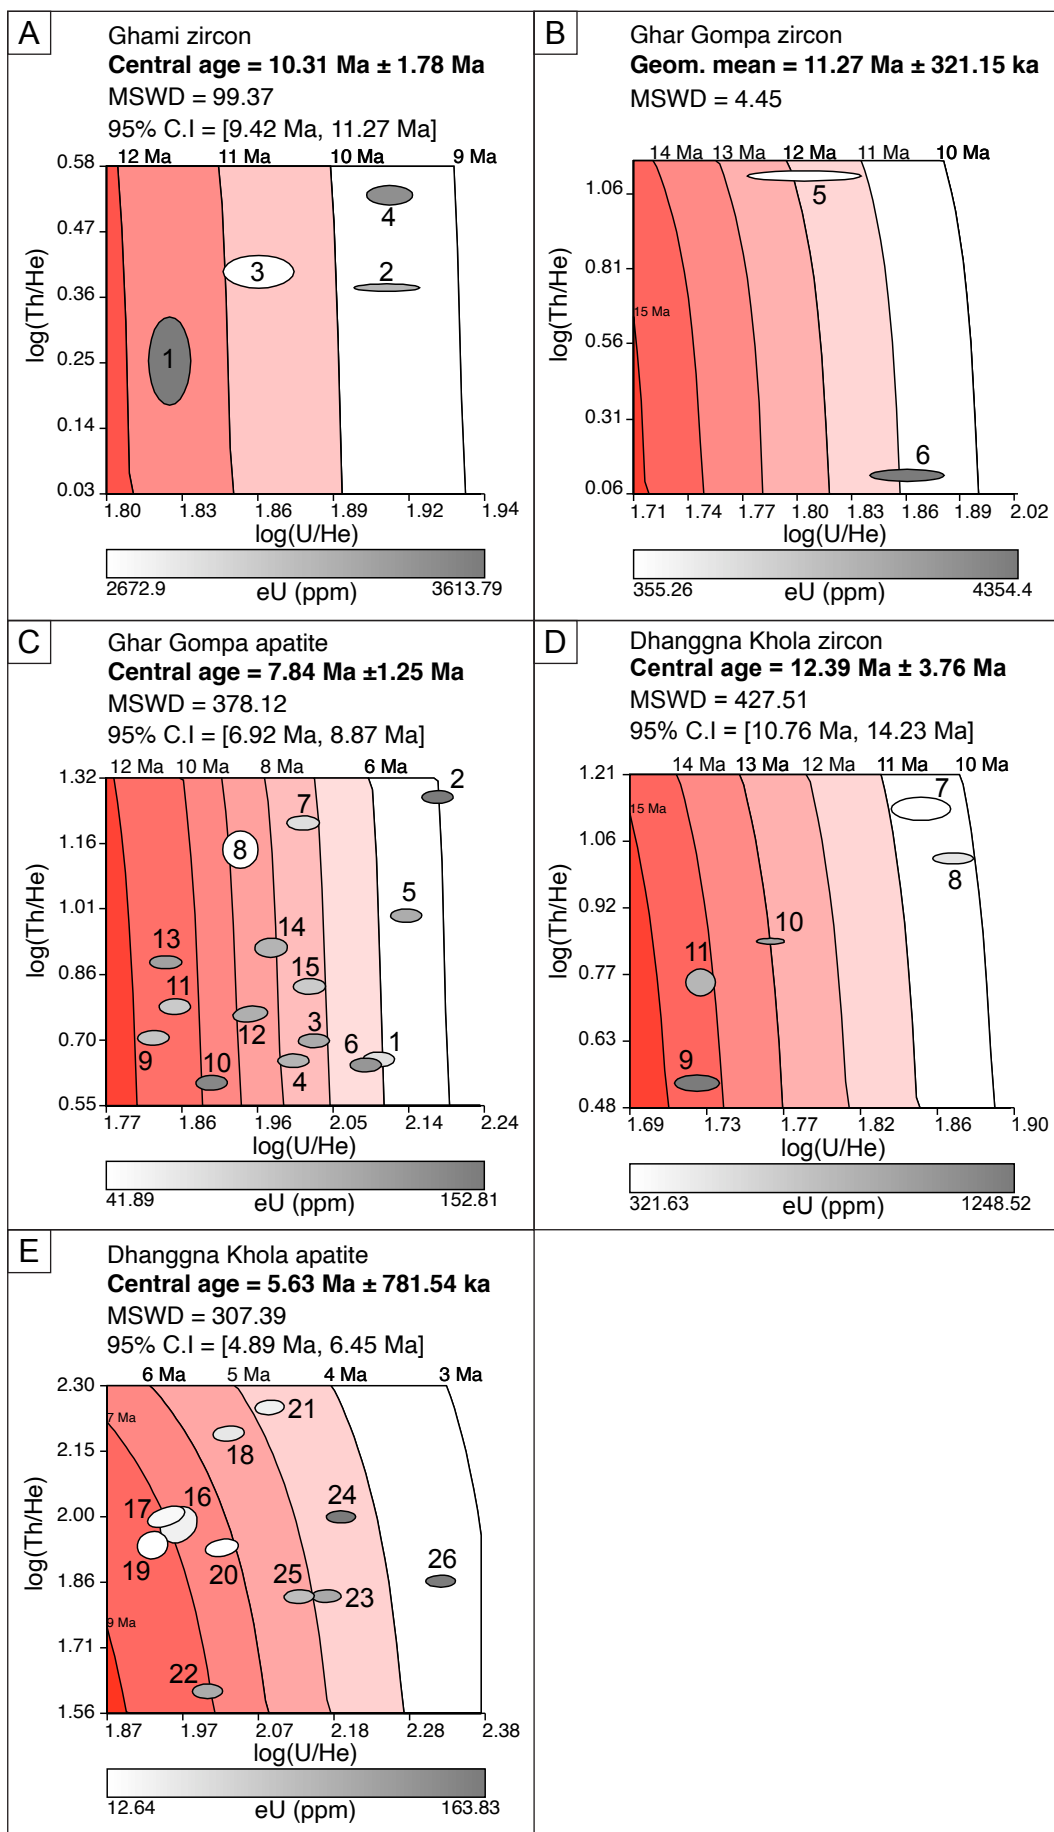 A
Ghami zircon
Central age = 10.31 Ma ± 1.78 Ma
MSWD = 99.37
95% C.I = [9.42 Ma, 11.27 Ma]
12 Ma 11 Ma 10 Ma 9 Ma
0.58
0.47
0.36
0.25
0.14
0.03
log(Th/He)
4
2
3
1
1.80 1.83 1.86 1.89 1.92 1.94
log(U/He)
2672.9 3613.79
eU (ppm)
B
Ghar Gompa zircon
Geom. mean = 11.27 Ma ± 321.15 ka
MSWD = 4.45
14 Ma 13 Ma 12 Ma 11 Ma 10 Ma
15 Ma
1.06
0.81
0.56
0.31
0.06
log(Th/He)
5
6
1.71 1.74 1.77 1.80 1.83 1.86 1.89 2.02
log(U/He)
355.26 4354.4
eU (ppm)
C
Ghar Gompa apatite
Central age = 7.84 Ma ±1.25 Ma
MSWD = 378.12
95% C.I = [6.92 Ma, 8.87 Ma]
12 Ma 10 Ma 8 Ma 6 Ma
1.32
1.16
1.01
0.86
0.70
0.55
log(Th/He)
2
7
8
5
14
13
15
11
3
1
12
6
9
10
4
1.77 1.86 1.96 2.05 2.14 2.24
log(U/He)
41.89 152.81
eU (ppm)
D
Dhanggna Khola zircon
Central age = 12.39 Ma ± 3.76 Ma
MSWD = 427.51
95% C.I = [10.76 Ma, 14.23 Ma]
14 Ma 13 Ma 12 Ma 11 Ma 10 Ma
15 Ma
1.21
1.06
0.92
0.77
0.63
0.48
log(Th/He)
7
8
10
11
9
1.69 1.73 1.77 1.82 1.86 1.90
log(U/He)
321.63 1248.52
eU (ppm)
E
Dhanggna Khola apatite
Central age = 5.63 Ma ± 781.54 ka
MSWD = 307.39
95% C.I = [4.89 Ma, 6.45 Ma]
6 Ma 5 Ma 4 Ma 3 Ma
7 Ma
9 Ma
2.30
2.15
2.00
1.86
1.71
1.56
log(Th/He)
21
18
17 16
24
19
20
25
23
26
22
1.87 1.97 2.07 2.18 2.28 2.38
log(U/He)
12.64 163.83
eU (ppm)